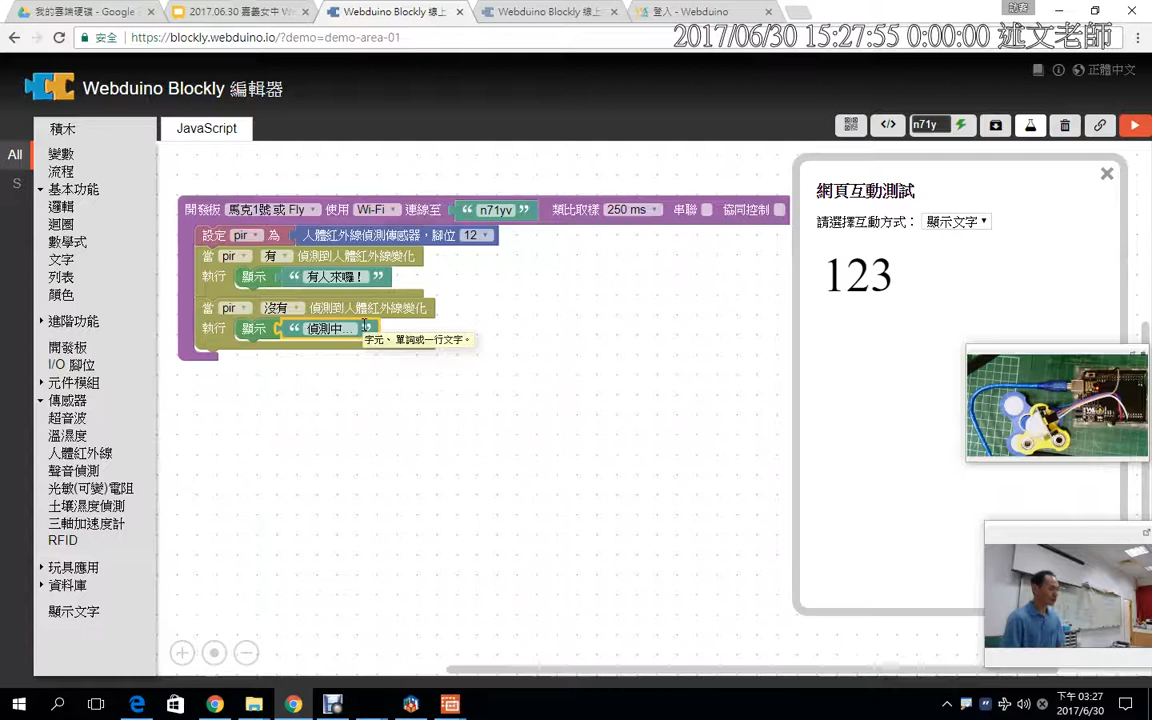 我的雲端硬碟 - Google
2017.06.30 嘉義女中 W
Webduino Blockly 線上
Webduino Blockly 線上
登入 - Webduino
訪客
安全 https://blockly.webduino.io/?demo=demo-area-01
2017/06/30 15:27:55 0:00:00 述文老師
Webduino Blockly 編輯器
正體中文
積木
JavaScript
n71y
All
S
變數
流程
基本功能
邏輯
迴圈
數學式
文字
列表
顏色
進階功能
開發板
I/O 腳位
元件模組
傳感器
超音波
溫濕度
人體紅外線
聲音偵測
光敏(可變)電阻
土壤濕度偵測
三軸加速度計
RFID
玩具應用
資料庫
顯示文字
開發板 馬克1號 或 Fly 使用 Wi-Fi 連線至 “ n71yv ” 類比取樣 250 ms 串聯 協同控制
設定 pir 為 人體紅外線偵測傳感器，腳位 12
當 pir 有 偵測到人體紅外線變化
執行 顯示 “ 有人來囉！ ”
當 pir 沒有 偵測到人體紅外線變化
執行 顯示 “ 偵測中... ”
字元、 單詞或一行文字。
網頁互動測試
請選擇互動方式： 顯示文字
123
下午 03:27
2017/6/30